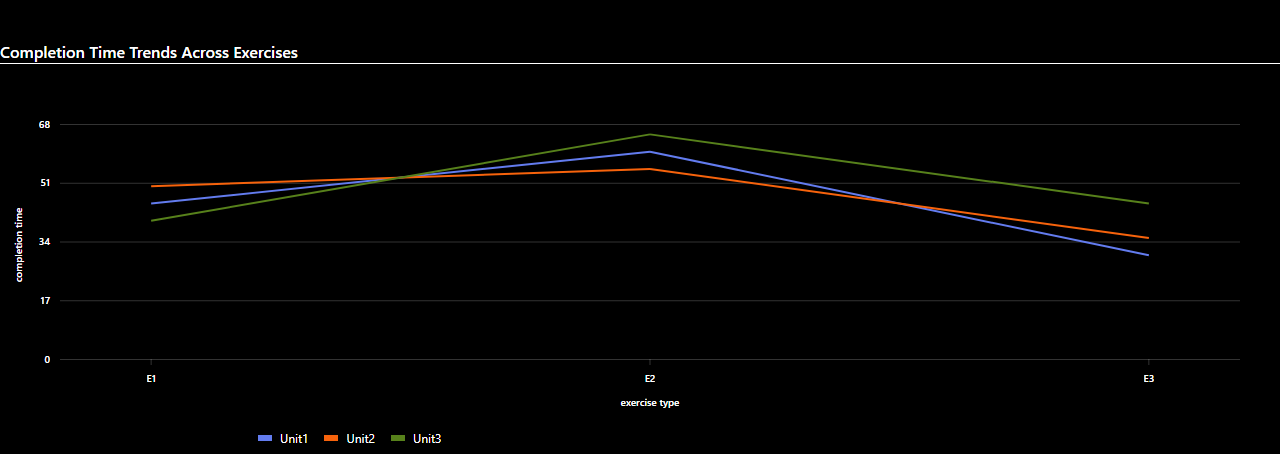 Completion Time Trends Across Exercises
68
51
34
17
0
completion time
E1 E2 E3
exercise type
Unit1 Unit2 Unit3